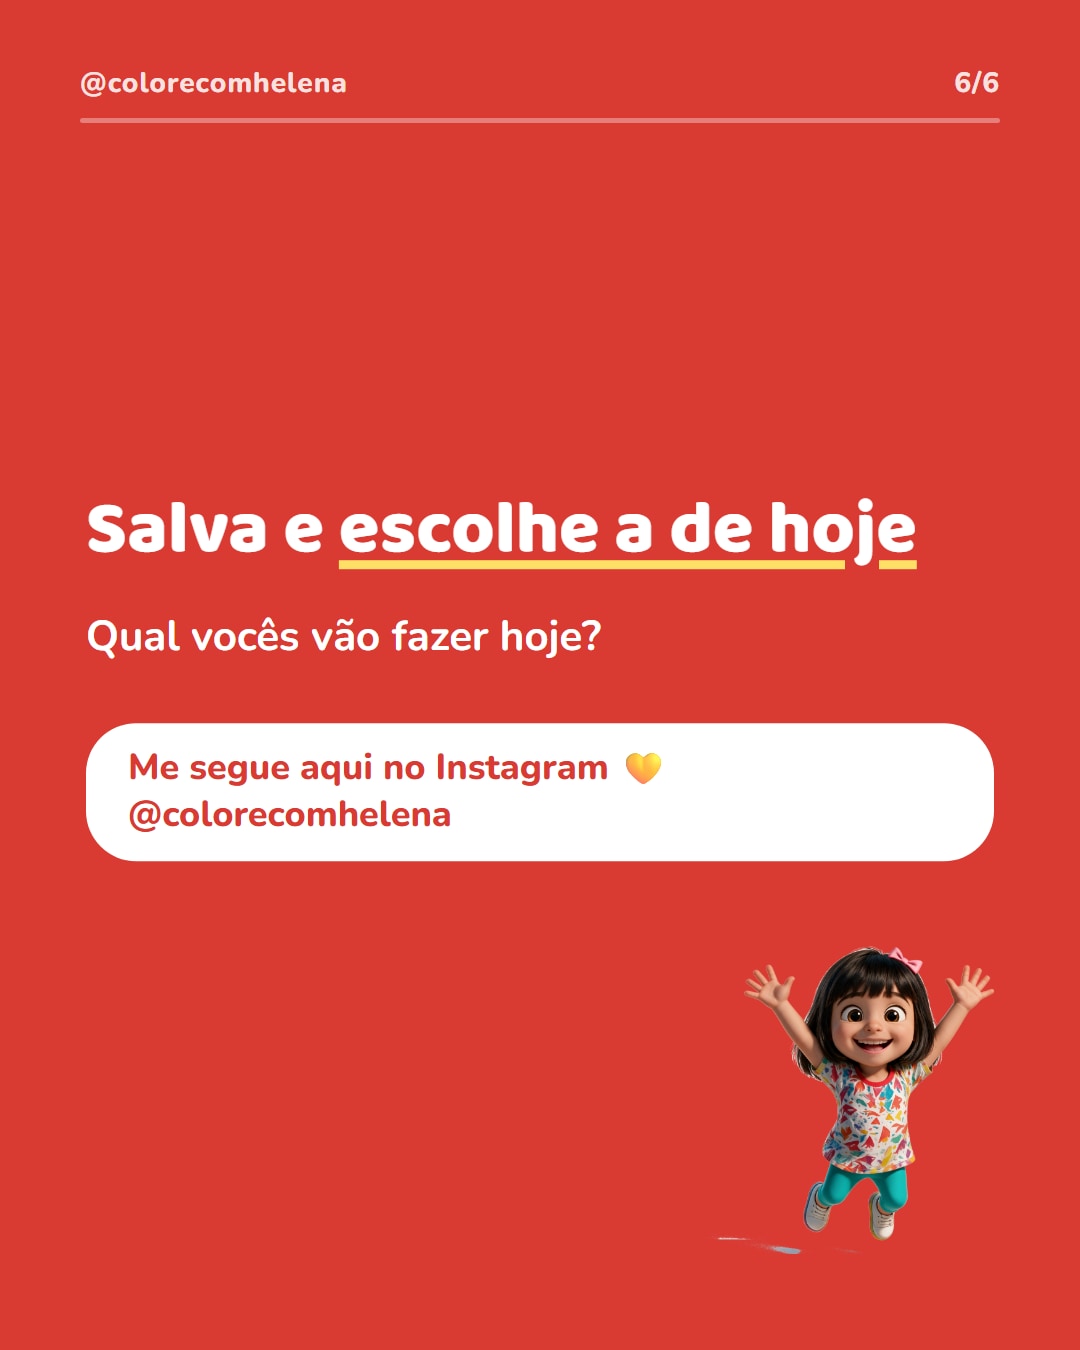 @colorecomhelena
6/6
Salva e escolhe a de hoje
Qual vocês vão fazer hoje?
Me segue aqui no Instagram 💛
@colorecomhelena